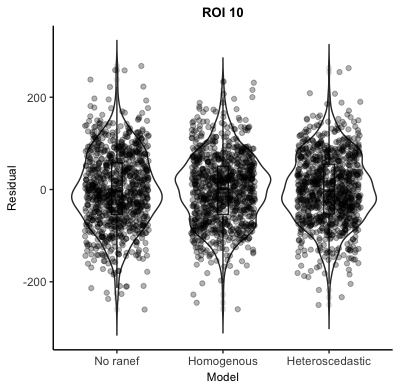 ROI 10
Residual
200
0
-200
No ranef
Homogenous
Heteroscedastic
Model